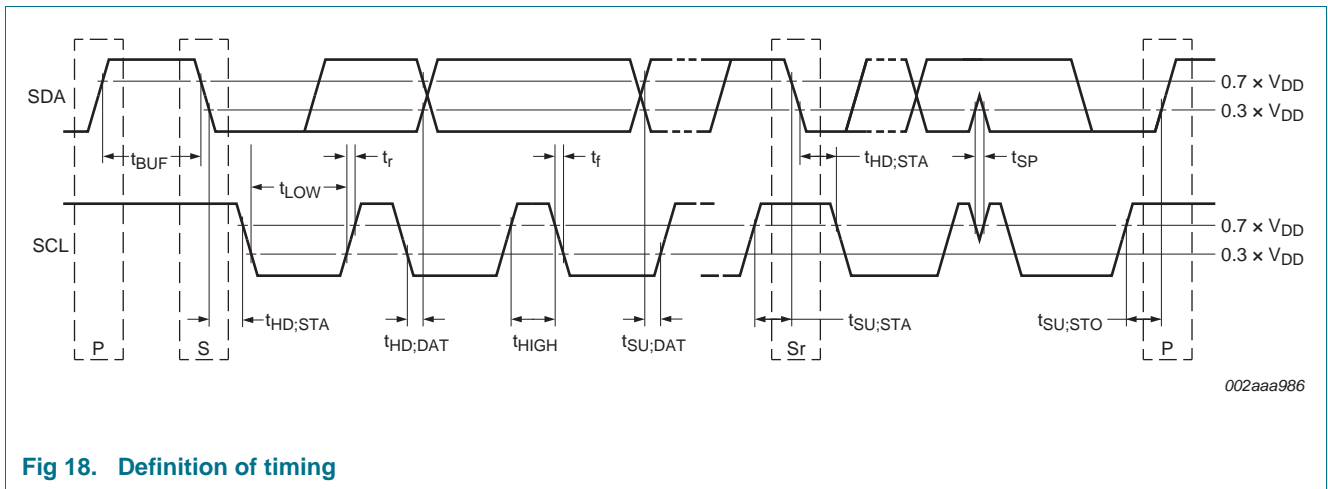 SDA
0.7 × VDD
0.3 × VDD
tBUF
tLOW
tr
tf
tHD;STA
tSP
SCL
0.7 × VDD
0.3 × VDD
tHD;STA
tHD;DAT
tHIGH
tSU;DAT
tSU;STA
tSU;STO
P
S
Sr
P
002aaa986
Fig 18. Definition of timing